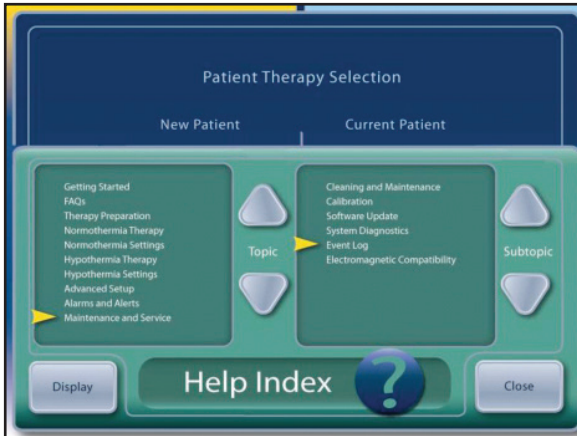 Patient Therapy Selection
New Patient
Current Patient
Getting Started
FAQs
Therapy Preparation
Normothermia Therapy
Normothermia Settings
Hypothermia Therapy
Hypothermia Settings
Advanced Setup
Alarms and Alerts
Maintenance and Service
Topic
Cleaning and Maintenance
Calibration
Software Update
System Diagnostics
Event Log
Electromagnetic Compatibility
Subtopic
Display
Help Index
?
Close